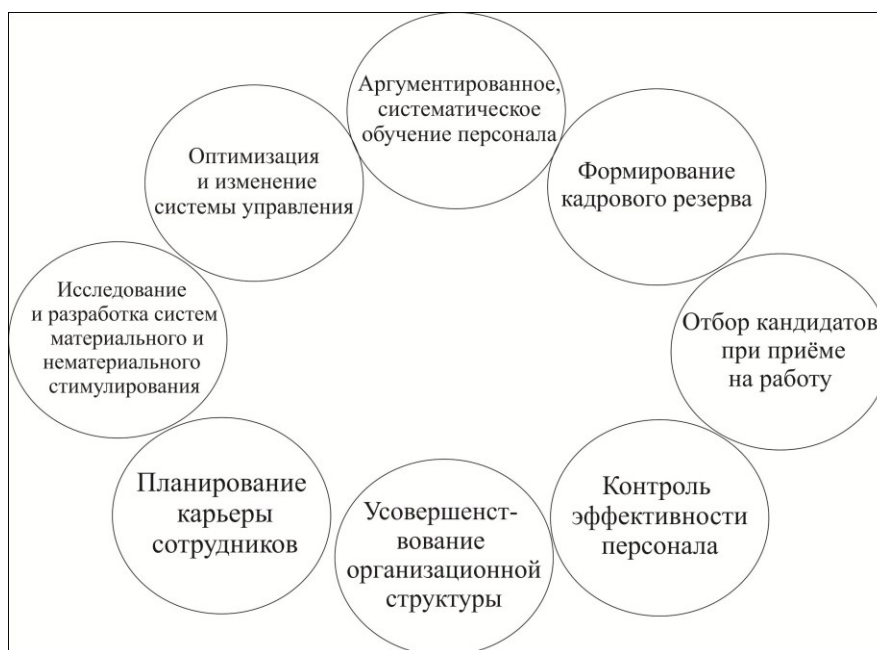 Аргументированное,
систематическое
обучение персонала
Формирование
кадрового резерва
Отбор кандидатов
при приёме
на работу
Контроль
эффективности
персонала
Усовершенст-
вование
организационной
структуры
Планирование
карьеры
сотрудников
Исследование
и разработка систем
материального и
нематериального
стимулирования
Оптимизация
и изменение
системы управления